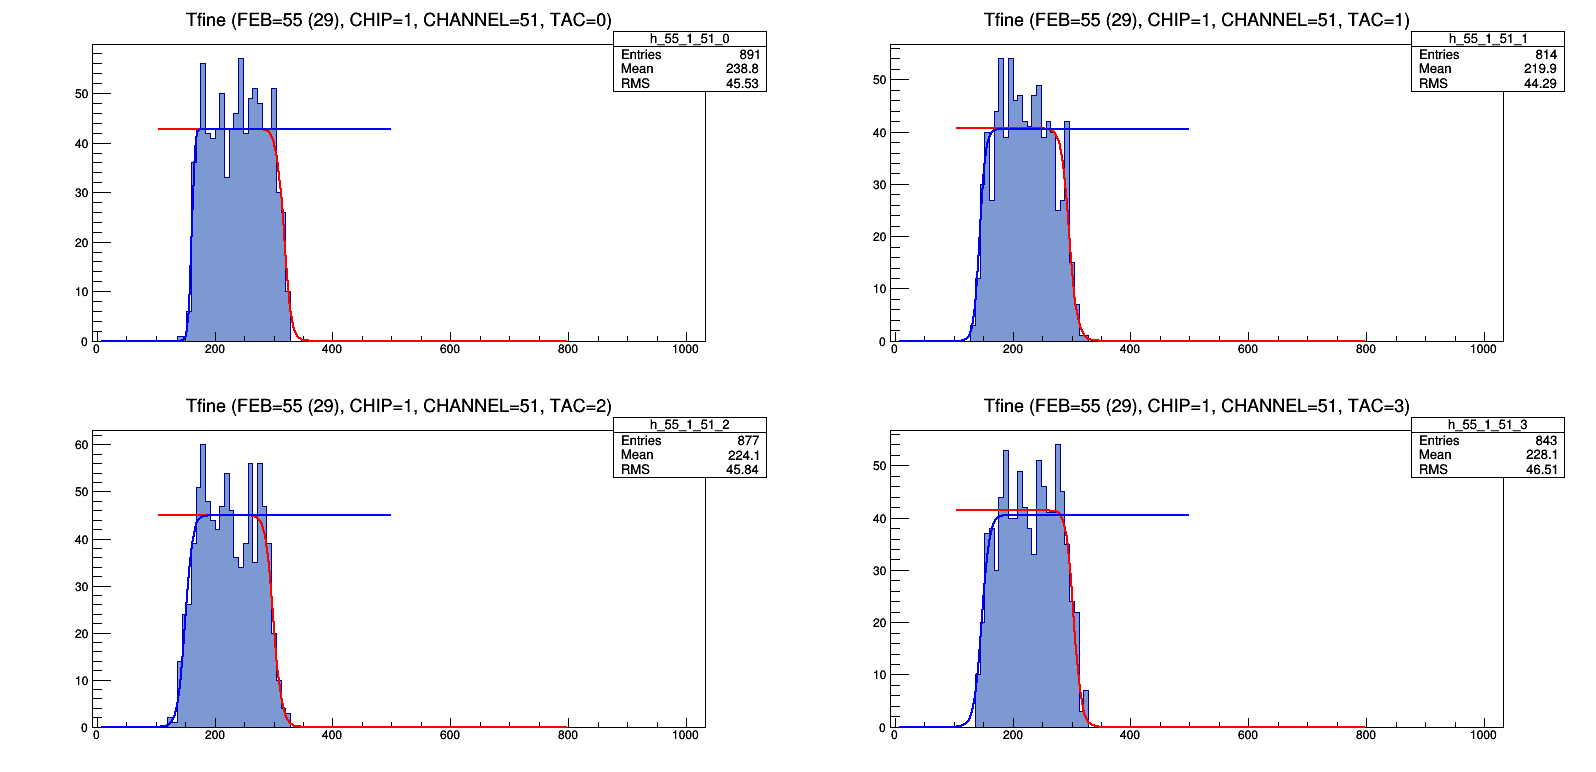 Tfine (FEB=55 (29), CHIP=1, CHANNEL=51, TAC=0)
h_55_1_51_0
Entries 891
Mean 238.8
RMS 45.53
50
40
30
20
10
0
0 200 400 600 800 1000
Tfine (FEB=55 (29), CHIP=1, CHANNEL=51, TAC=1)
h_55_1_51_1
Entries 814
Mean 219.9
RMS 44.29
50
40
30
20
10
0
0 200 400 600 800 1000
Tfine (FEB=55 (29), CHIP=1, CHANNEL=51, TAC=2)
h_55_1_51_2
Entries 877
Mean 224.1
RMS 45.84
60
50
40
30
20
10
0
0 200 400 600 800 1000
Tfine (FEB=55 (29), CHIP=1, CHANNEL=51, TAC=3)
h_55_1_51_3
Entries 843
Mean 228.1
RMS 46.51
50
40
30
20
10
0
0 200 400 600 800 1000